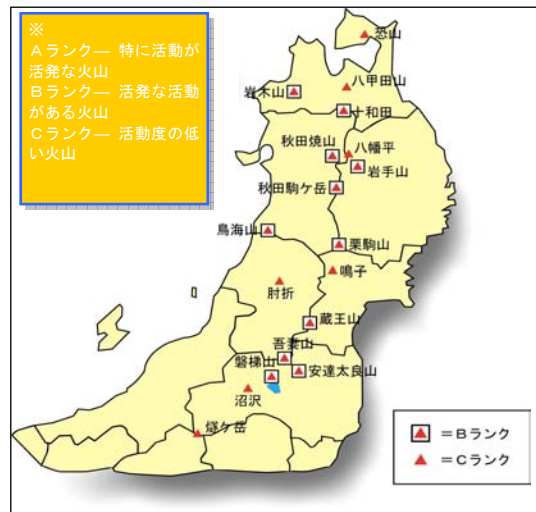 ※
Aランク― 特に活動が
活発な火山
Bランク― 活発な活動
がある火山
Cランク― 活動度の低
い火山
恐山
八甲田山
岩木山
十和田
秋田焼山
八幡平
岩手山
秋田駒ケ岳
鳥海山
栗駒山
鳴子
肘折
蔵王山
吾妻山
磐梯山
安達太良山
沼沢
燧ケ岳
＝Bランク
＝Cランク